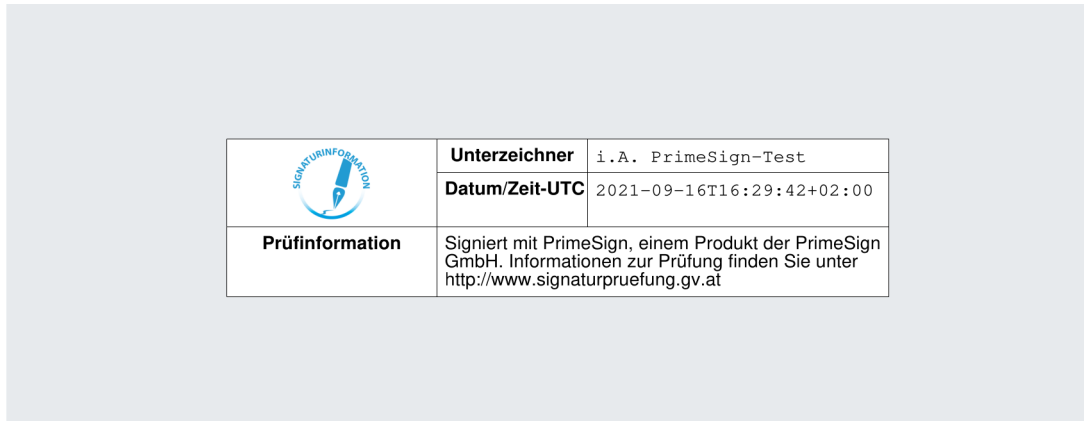 SIGNATURINFORMATION
Unterzeichner i.A. PrimeSign-Test
Datum/Zeit-UTC 2021-09-16T16:29:42+02:00
Prüfinformation Signiert mit PrimeSign, einem Produkt der PrimeSign
GmbH. Informationen zur Prüfung finden Sie unter
http://www.signaturpruefung.gv.at